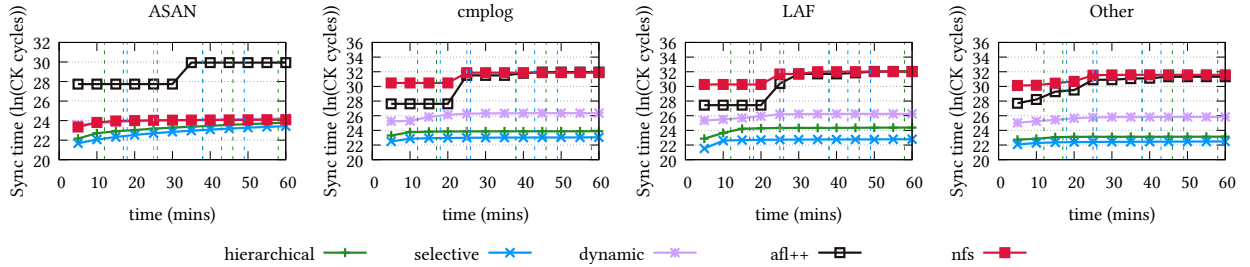 ASAN
Sync time (ln(CK cycles))
32
30
28
26
24
22
20
0 10 20 30 40 50 60
time (mins)
cmplog
Sync time (ln(CK cycles))
36
34
32
30
28
26
24
22
20
0 10 20 30 40 50 60
time (mins)
LAF
Sync time (ln(CK cycles))
36
34
32
30
28
26
24
22
20
0 10 20 30 40 50 60
time (mins)
Other
Sync time (ln(CK cycles))
36
34
32
30
28
26
24
22
20
0 10 20 30 40 50 60
time (mins)
hierarchical selective dynamic afl++ nfs